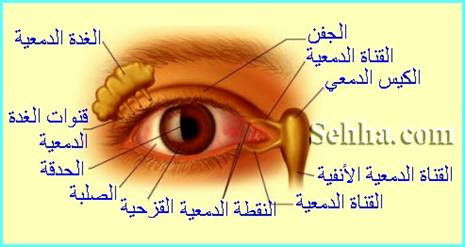 الغدة الدمعية
الجفن
القناة الدمعية
الكيس الدمعي
قنوات الغدة
الدمعية
Sehha.com
الحدقة
الصلبة
القزحية
النقطة الدمعية
القناة الدمعية
القناة الدمعية الأنفية